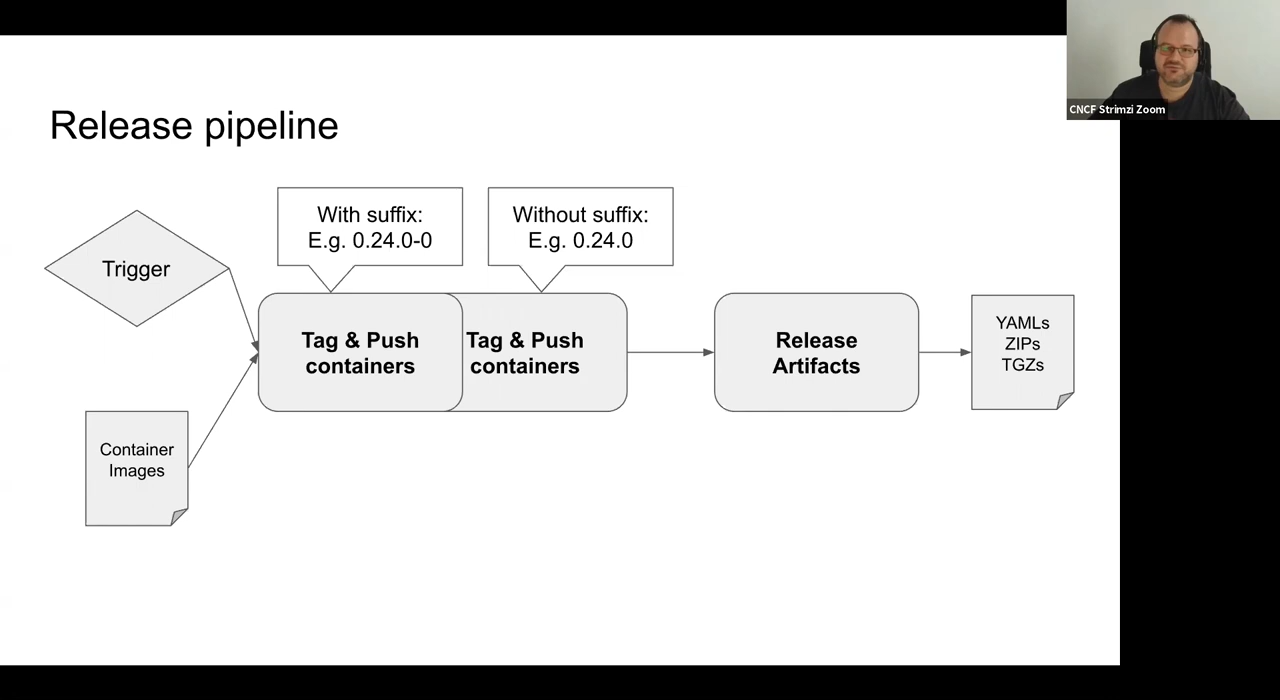 CNCF Strimzi Zoom
Release pipeline
With suffix:
E.g. 0.24.0-0
Without suffix:
E.g. 0.24.0
Trigger
Tag & Push
containers
Tag & Push
containers
Release
Artifacts
YAMLs
ZIPs
TGZs
Container
Images